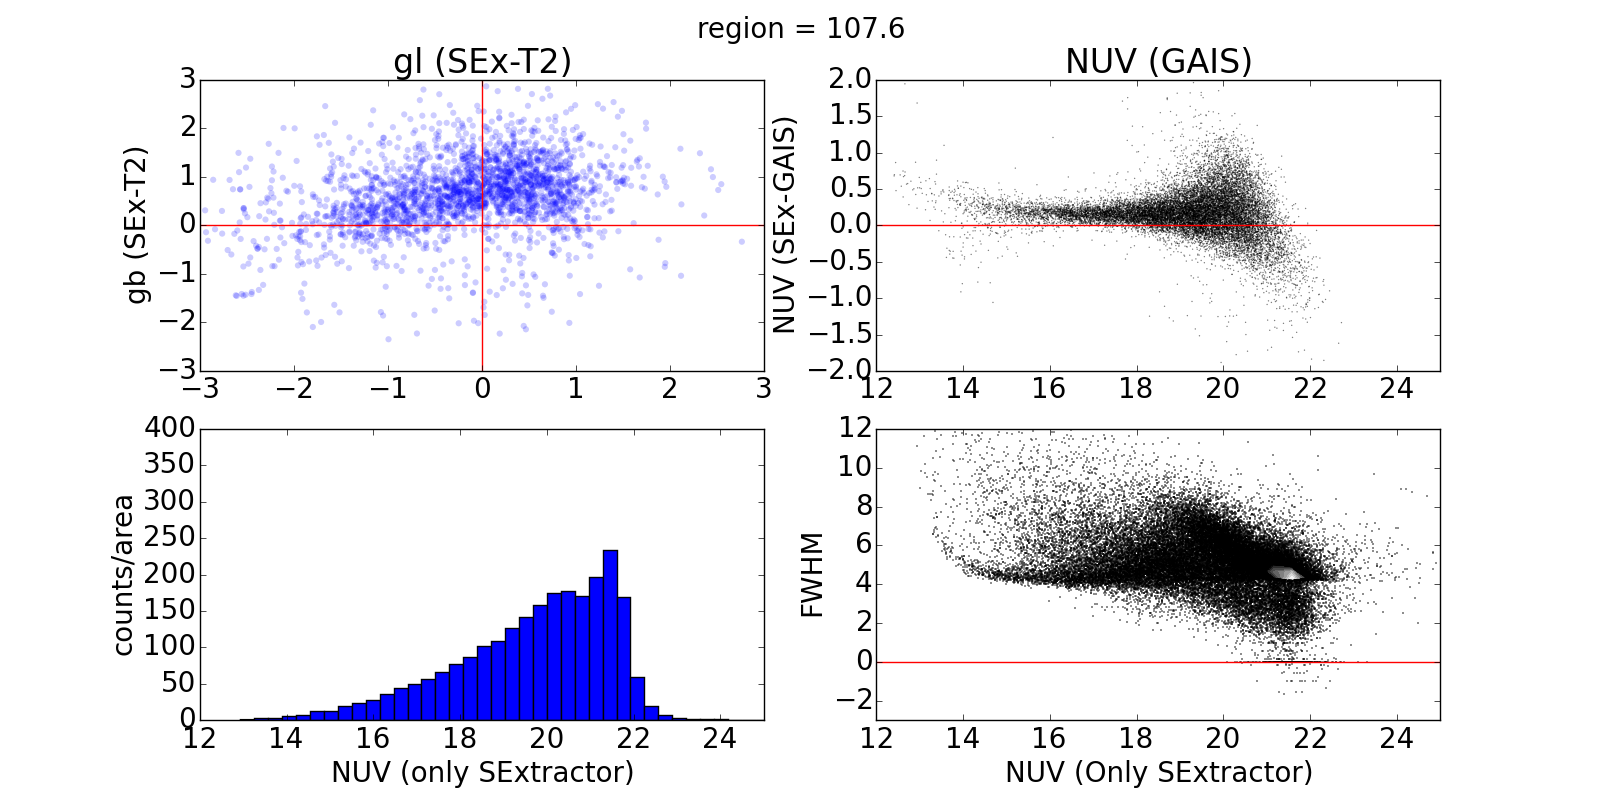 region = 107.6
gl (SEx-T2)
NUV (GAIS)
gb (SEx-T2)
3
2
1
0
−1
−2
−3
−3 −2 −1 0 1 2 3
NUV (SEx-GAIS)
2.0
1.5
1.0
0.5
0.0
−0.5
−1.0
−1.5
−2.0
12 14 16 18 20 22 24
counts/area
400
350
300
250
200
150
100
50
0
12 14 16 18 20 22 24
NUV (only SExtractor)
FWHM
12
10
8
6
4
2
0
−2
12 14 16 18 20 22 24
NUV (Only SExtractor)